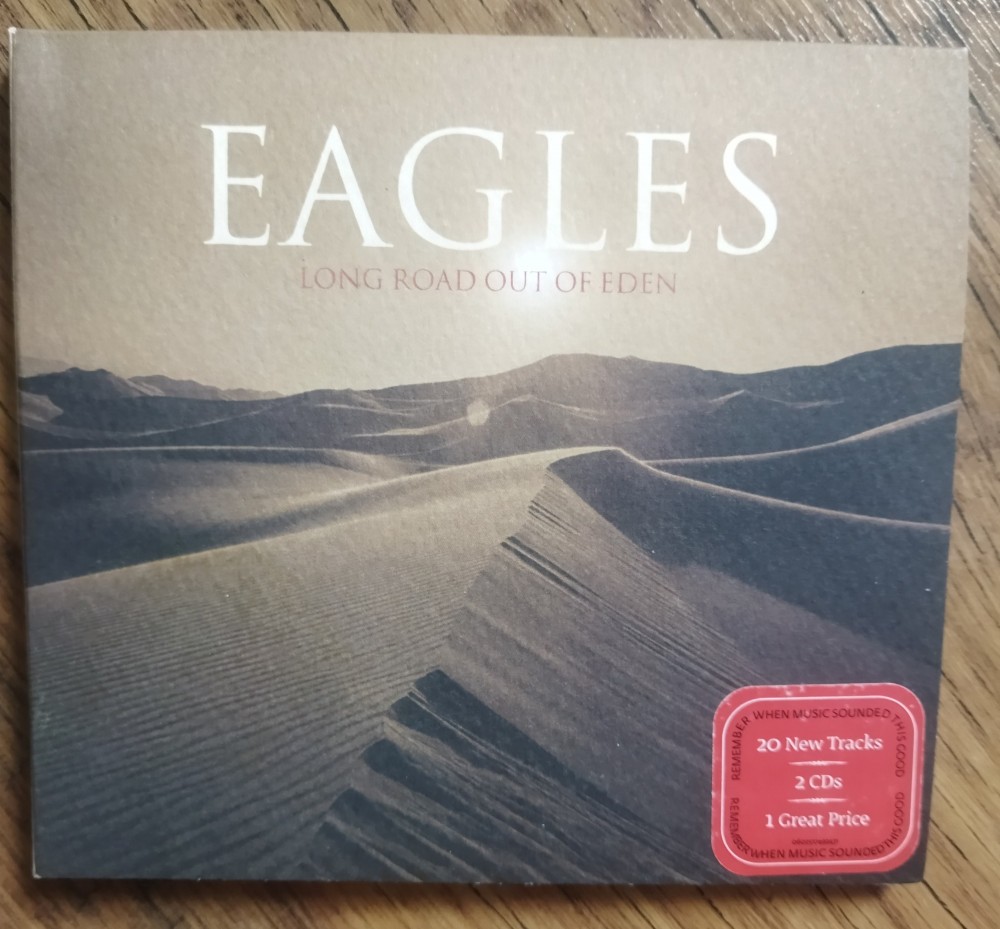 EAGLES
LONG ROAD OUT OF EDEN
REMEMBER WHEN MUSIC SOUNDED THIS GOOD
20 New Tracks
2 CDs
1 Great Price
REMEMBER WHEN MUSIC SOUNDED THIS GOOD